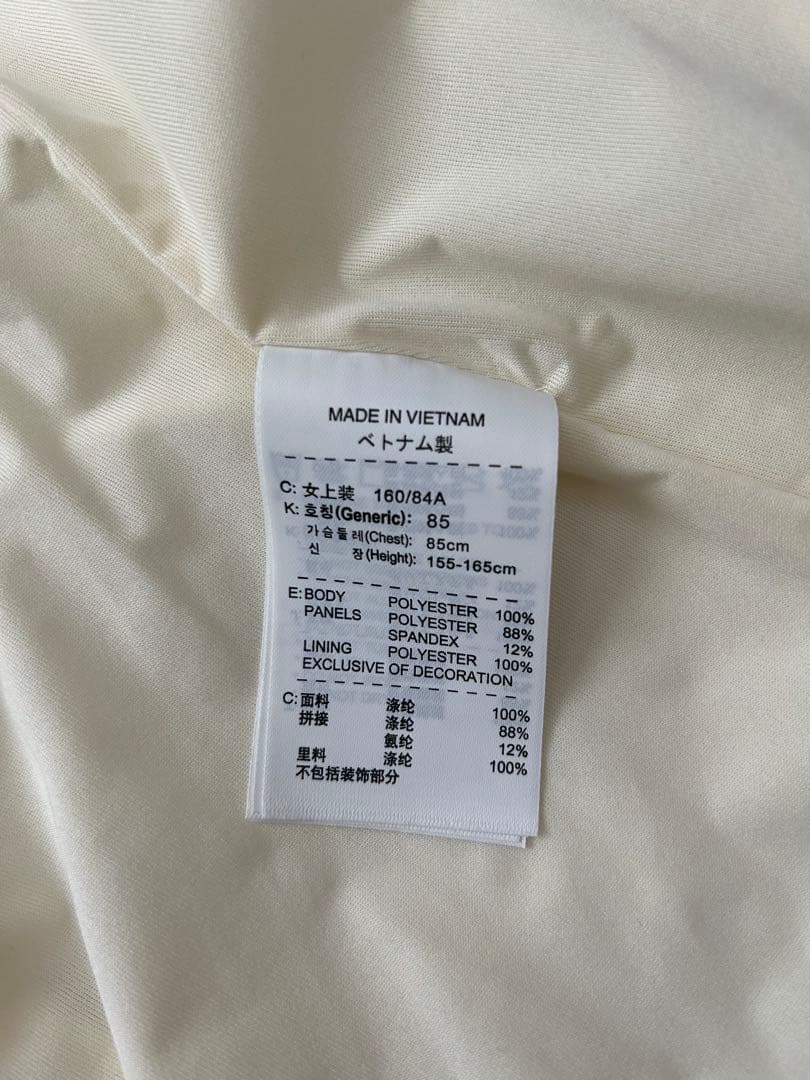 MADE IN VIETNAM
ベトナム製
C: 女上装 160/84A
K: 호칭(Generic): 85
가슴둘레(Chest): 85cm
신 장(Height): 155-165cm
E: BODY POLYESTER 100%
PANELS POLYESTER 88%
SPANDEX 12%
LINING POLYESTER 100%
EXCLUSIVE OF DECORATION
C: 面料 涤纶 100%
拼接 涤纶 88%
氨纶 12%
里料 涤纶 100%
不包括装饰部分